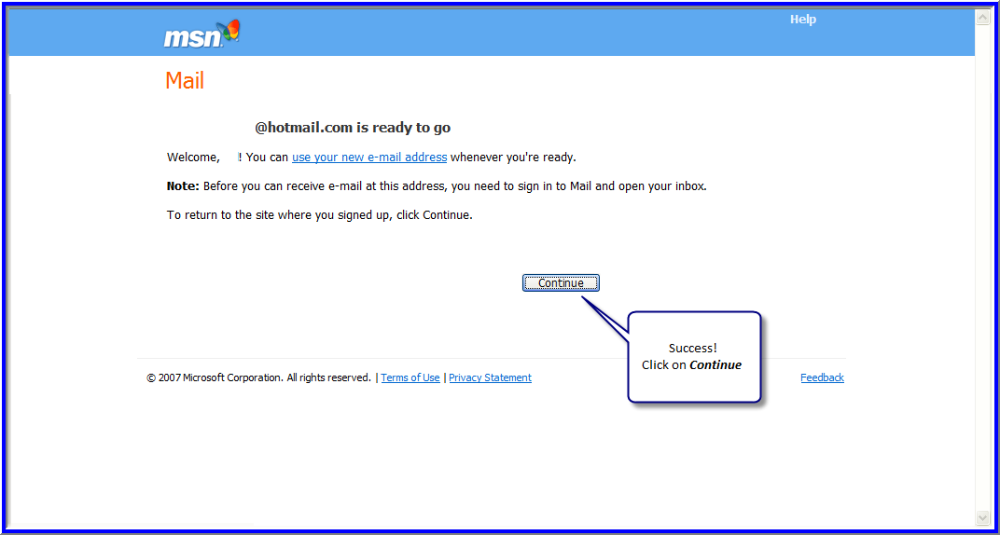 msn
Help
Mail
@hotmail.com is ready to go
Welcome, ! You can use your new e-mail address whenever you're ready.
Note: Before you can receive e-mail at this address, you need to sign in to Mail and open your inbox.
To return to the site where you signed up, click Continue.
Continue
Success!
Click on Continue
© 2007 Microsoft Corporation. All rights reserved. | Terms of Use | Privacy Statement
Feedback